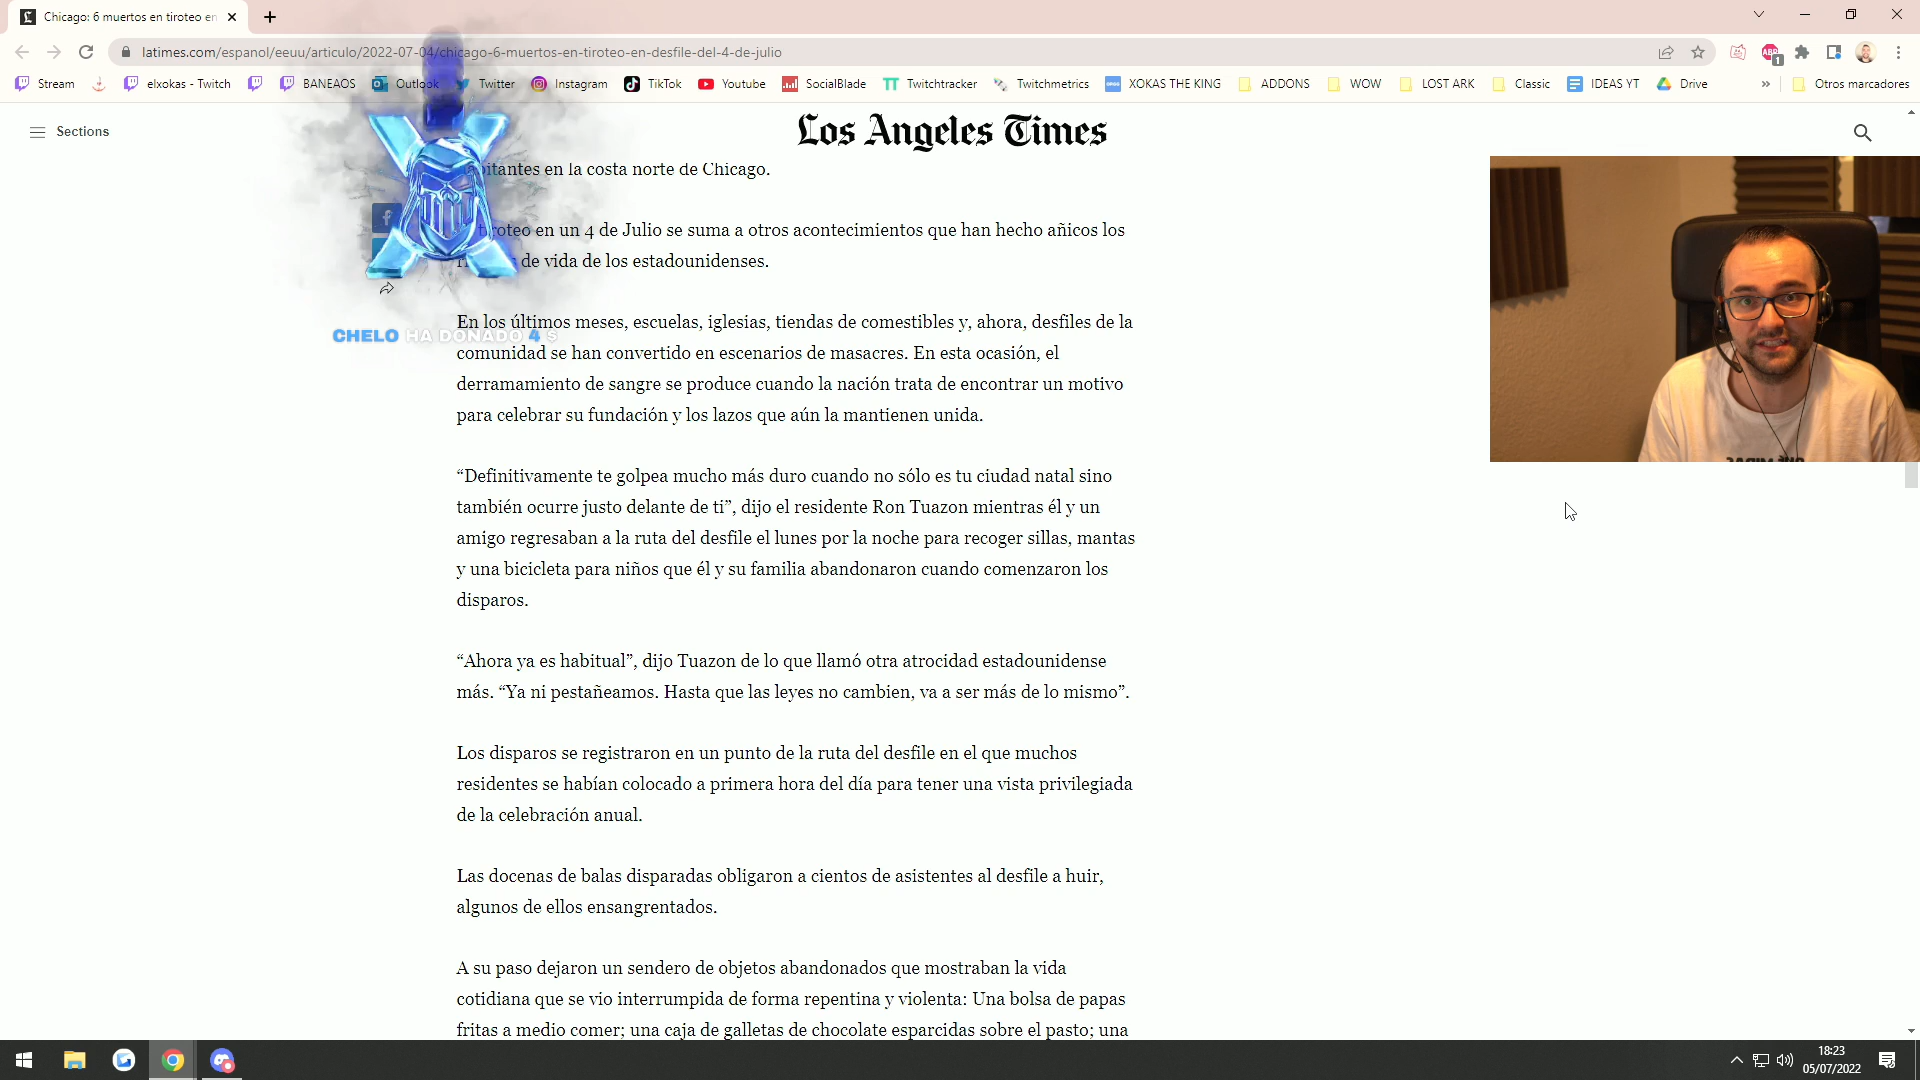 Chicago: 6 muertos en tiroteo en
latimes.com/espanol/eeuu/articulo/2022-07-04/chicago-6-muertos-en-tiroteo-en-desfile-del-4-de-julio
ABP
1
Stream
elxokas - Twitch
BANEAOS
Outlook
Twitter
Instagram
TikTok
Youtube
SocialBlade
Twitchtracker
Twitchmetrics
XOKAS THE KING
ADDONS
WOW
LOST ARK
Classic
IDEAS YT
Drive
Otros marcadores
Sections
Los Angeles Times
en la costa norte de Chicago.
tiroteo en un 4 de Julio se suma a otros acontecimientos que han hecho añicos los
de vida de los estadounidenses.
CHELO HA DONADO 4 $
En los últimos meses, escuelas, iglesias, tiendas de comestibles y, ahora, desfiles de la
comunidad se han convertido en escenarios de masacres. En esta ocasión, el
derramamiento de sangre se produce cuando la nación trata de encontrar un motivo
para celebrar su fundación y los lazos que aún la mantienen unida.
“Definitivamente te golpea mucho más duro cuando no sólo es tu ciudad natal sino
también ocurre justo delante de ti”, dijo el residente Ron Tuazon mientras él y un
amigo regresaban a la ruta del desfile el lunes por la noche para recoger sillas, mantas
y una bicicleta para niños que él y su familia abandonaron cuando comenzaron los
disparos.
“Ahora ya es habitual”, dijo Tuazon de lo que llamó otra atrocidad estadounidense
más. “Ya ni pestañeamos. Hasta que las leyes no cambien, va a ser más de lo mismo”.
Los disparos se registraron en un punto de la ruta del desfile en el que muchos
residentes se habían colocado a primera hora del día para tener una vista privilegiada
de la celebración anual.
Las docenas de balas disparadas obligaron a cientos de asistentes al desfile a huir,
algunos de ellos ensangrentados.
A su paso dejaron un sendero de objetos abandonados que mostraban la vida
cotidiana que se vio interrumpida de forma repentina y violenta: Una bolsa de papas
fritas a medio comer; una caja de galletas de chocolate esparcidas sobre el pasto; una
18:23
05/07/2022